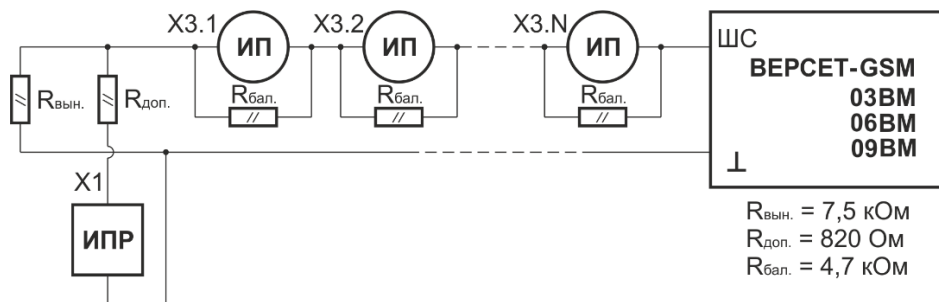 X3.1 X3.2 X3.N
ИП ИП ИП ШС
ВЕРСЕТ-GSM
Rвын. Rдоп. Rбал. Rбал. Rбал.
03ВМ
06ВМ
09ВМ
⊥
X1
ИПР
Rвын. = 7,5 кОм
Rдоп. = 820 Ом
Rбал. = 4,7 кОм